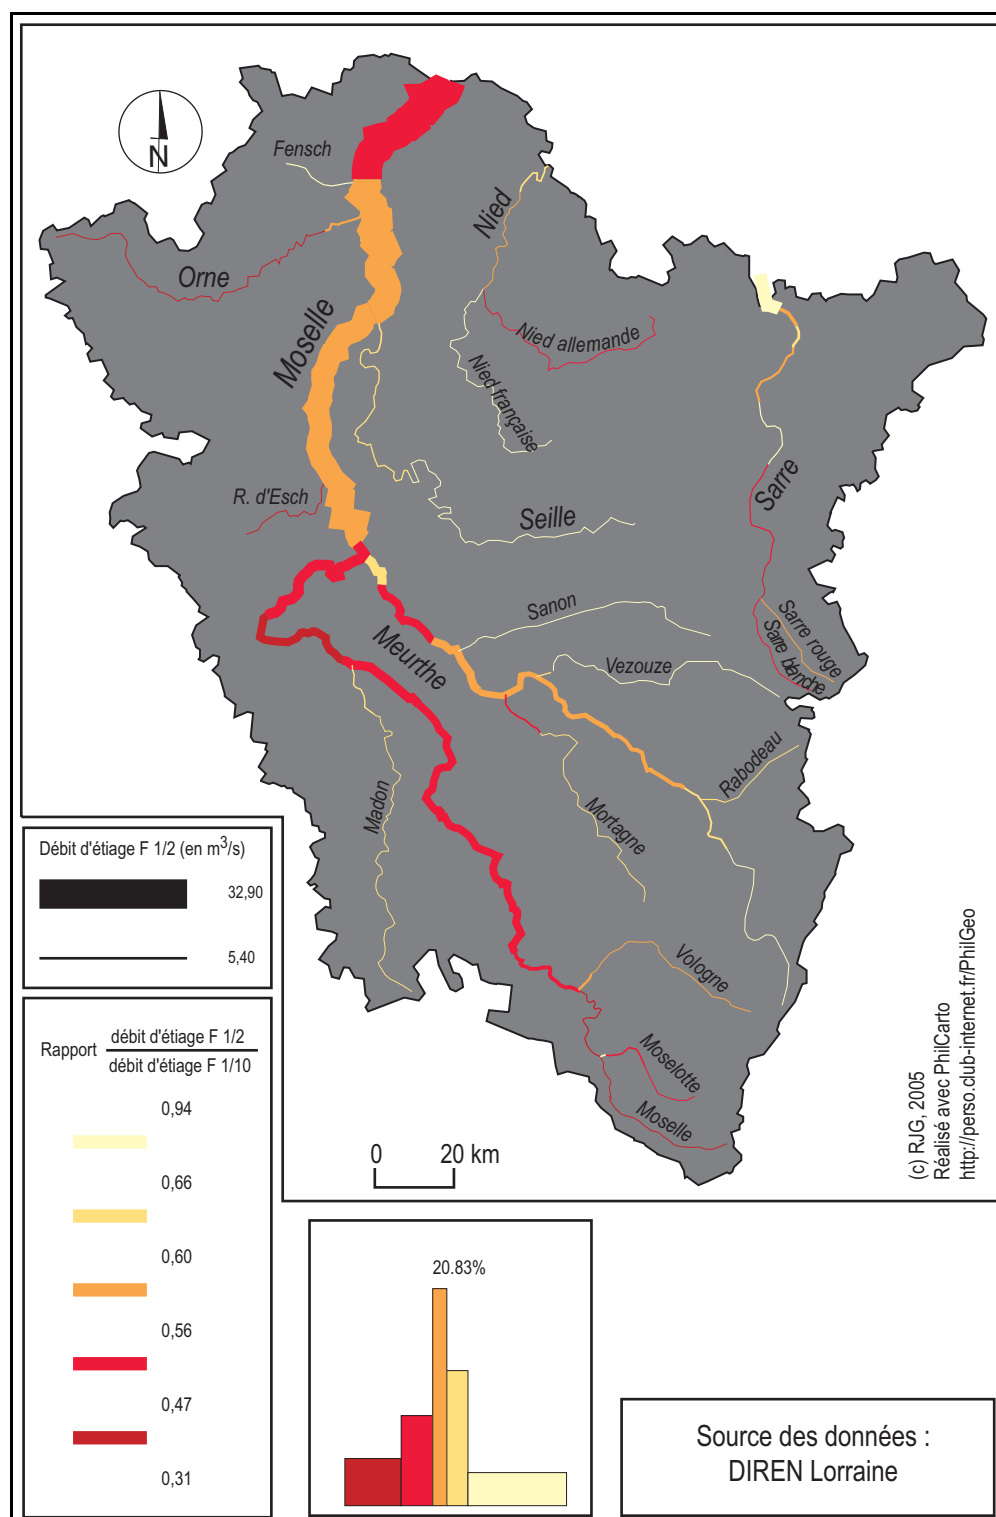 N
Fensch
Orne
Moselle
Nied
Nied allemande
Nied française
R. d'Esch
Seille
Sarre
Sarre rouge
Sarre blanche
Sanon
Meurthe
Vezouze
Rabodeau
Madon
Mortagne
Vologne
Moselotte
Moselle
0 20 km
(c) RJG, 2005
Réalisé avec PhilCarto
http://perso.club-internet.fr/PhilGeo
Débit d'étiage F 1/2 (en m³/s)
32,90
5,40
Rapport débit d'étiage F 1/2
débit d'étiage F 1/10
0,94
0,66
0,60
0,56
0,47
0,31
20.83%
Source des données :
DIREN Lorraine